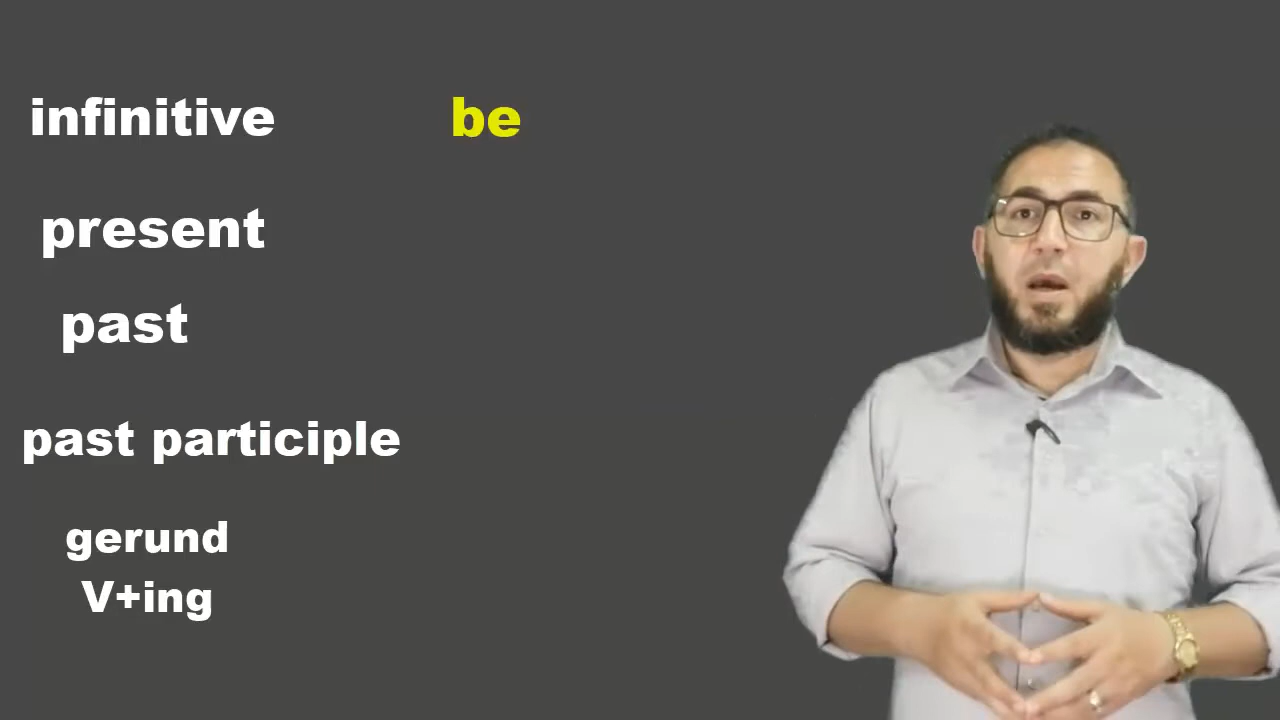 infinitive be
present
past
past participle
gerund
V+ing